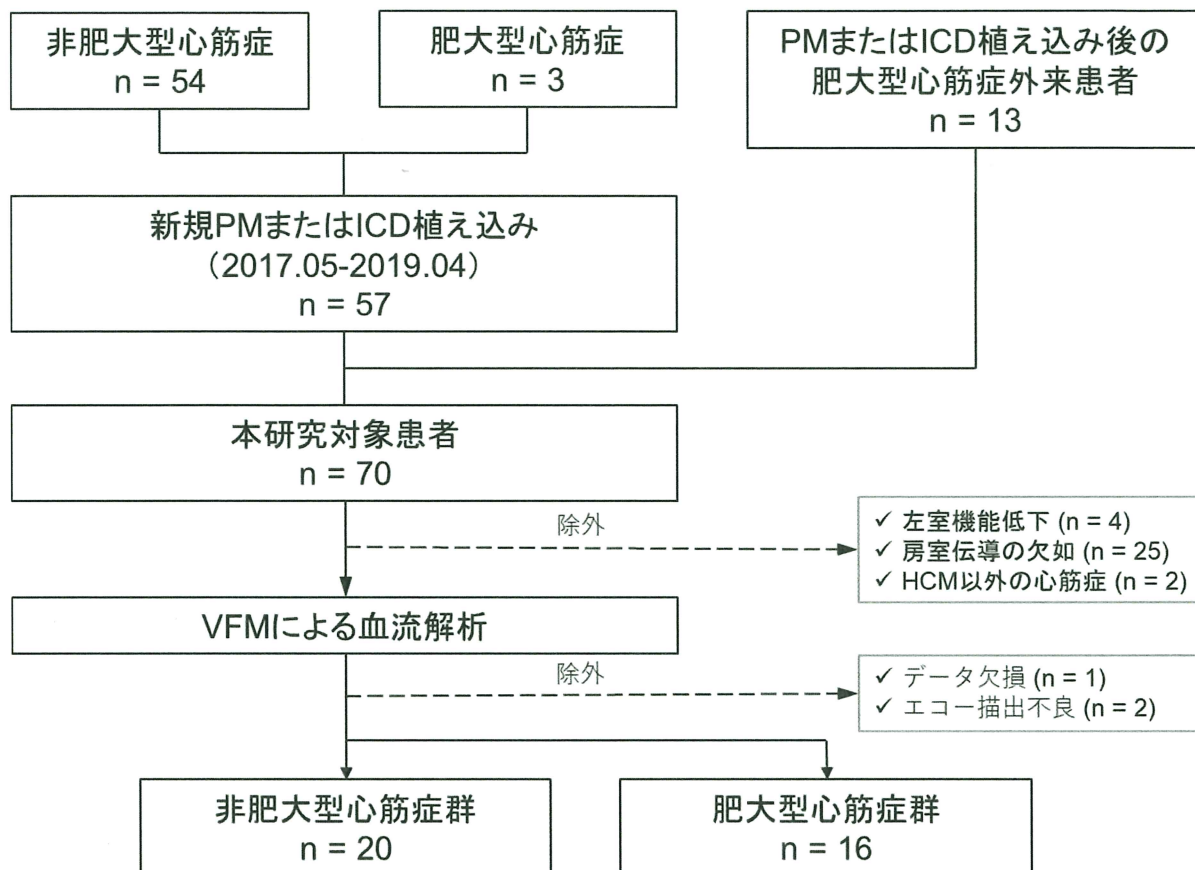 非肥大型心筋症
n = 54
肥大型心筋症
n = 3
PMまたはICD植え込み後の
肥大型心筋症外来患者
n = 13
新規PMまたはICD植え込み
（2017.05-2019.04）
n = 57
本研究対象患者
n = 70
除外
✓ 左室機能低下 (n = 4)
✓ 房室伝導の欠如 (n = 25)
✓ HCM以外の心筋症 (n = 2)
VFMによる血流解析
除外
✓ データ欠損 (n = 1)
✓ エコー描出不良 (n = 2)
非肥大型心筋症群
n = 20
肥大型心筋症群
n = 16